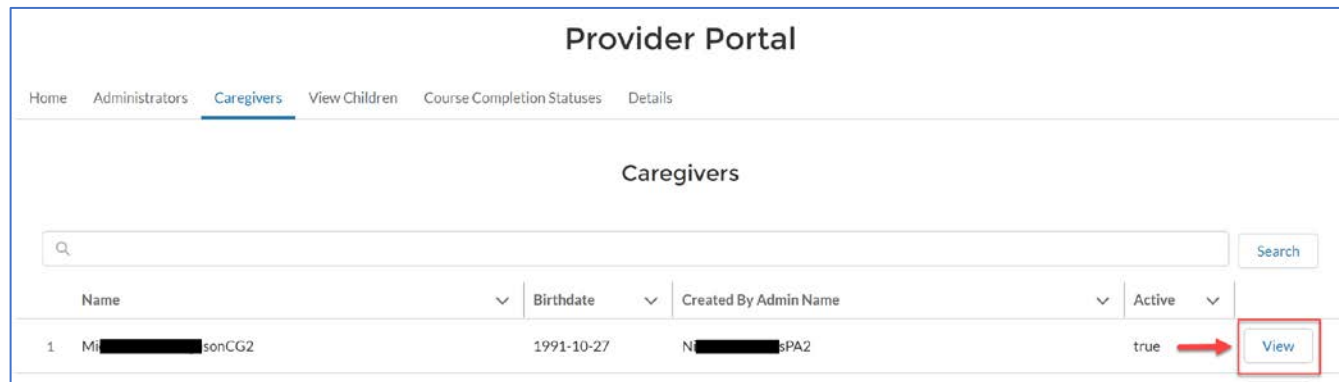 Provider Portal
Home Administrators Caregivers View Children Course Completion Statuses Details
Caregivers
Search
Name Birthdate Created By Admin Name Active
1 Mi sonCG2 1991-10-27 Ni sPA2 true View